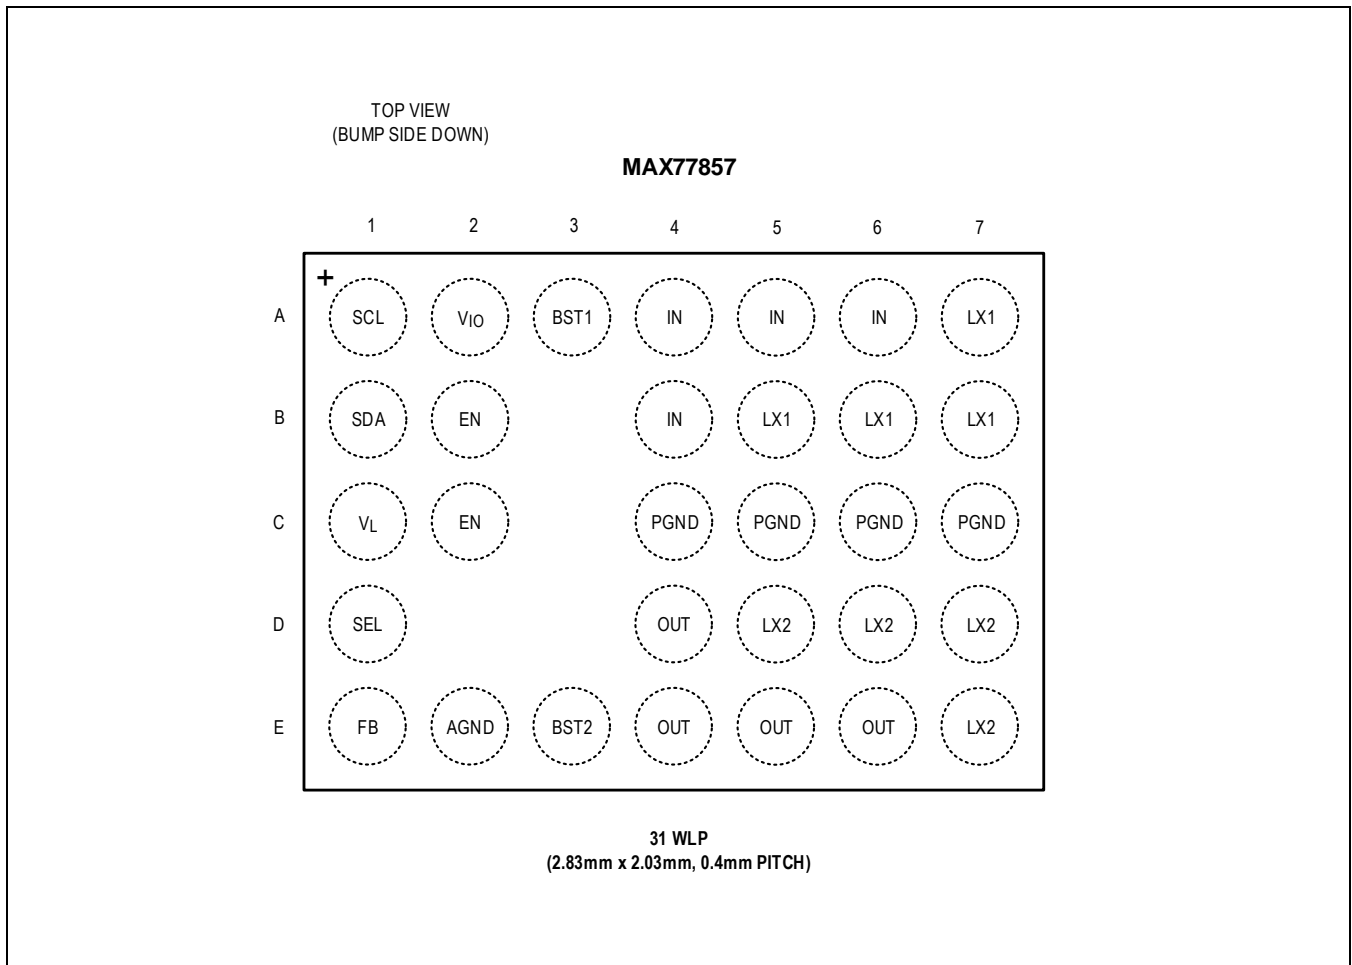 TOP VIEW
(BUMP SIDE DOWN)
MAX77857
1 2 3 4 5 6 7
A SCL VIO BST1 IN IN IN LX1
B SDA EN IN LX1 LX1 LX1
C VL EN PGND PGND PGND PGND
D SEL OUT LX2 LX2 LX2
E FB AGND BST2 OUT OUT OUT LX2
31 WLP
(2.83mm x 2.03mm, 0.4mm PITCH)